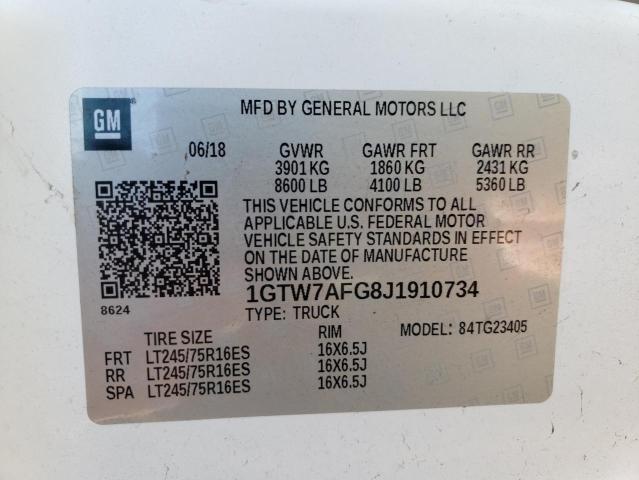 GM
MFD BY GENERAL MOTORS LLC
06/18 GVWR GAWR FRT GAWR RR
3901 KG 1860 KG 2431 KG
8600 LB 4100 LB 5360 LB
THIS VEHICLE CONFORMS TO ALL
APPLICABLE U.S. FEDERAL MOTOR
VEHICLE SAFETY STANDARDS IN EFFECT
ON THE DATE OF MANUFACTURE
SHOWN ABOVE.
8624
1GTW7AFG8J1910734
TYPE: TRUCK MODEL: 84TG23405
TIRE SIZE RIM
FRT LT245/75R16ES 16X6.5J
RR LT245/75R16ES 16X6.5J
SPA LT245/75R16ES 16X6.5J